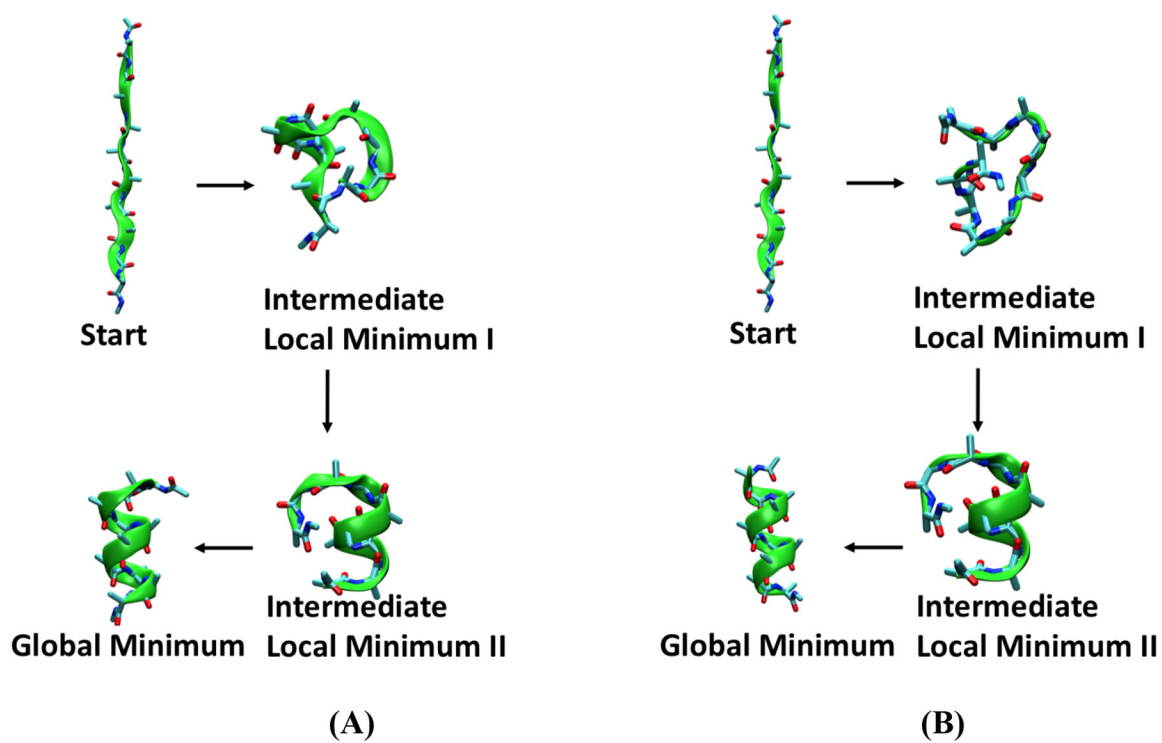 Start
Intermediate
Local Minimum I
Global Minimum
Intermediate
Local Minimum II
(A)
Start
Intermediate
Local Minimum I
Global Minimum
Intermediate
Local Minimum II
(B)